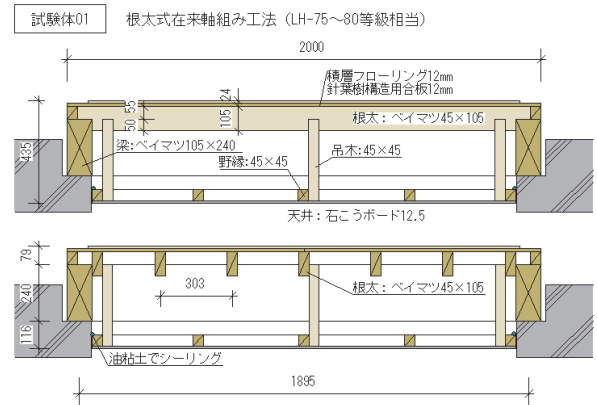 試験体01 根太式在来軸組み工法（LH-75～80等級相当）
2000
積層フローリング12mm
針葉樹構造用合板12mm
24
55
50
105
根太：ベイマツ45×105
435
梁:ベイマツ105×240
野縁:45×45
吊木:45×45
天井：石こうボード12.5
79
303
240
根太：ベイマツ45×105
116
油粘土でシーリング
1895